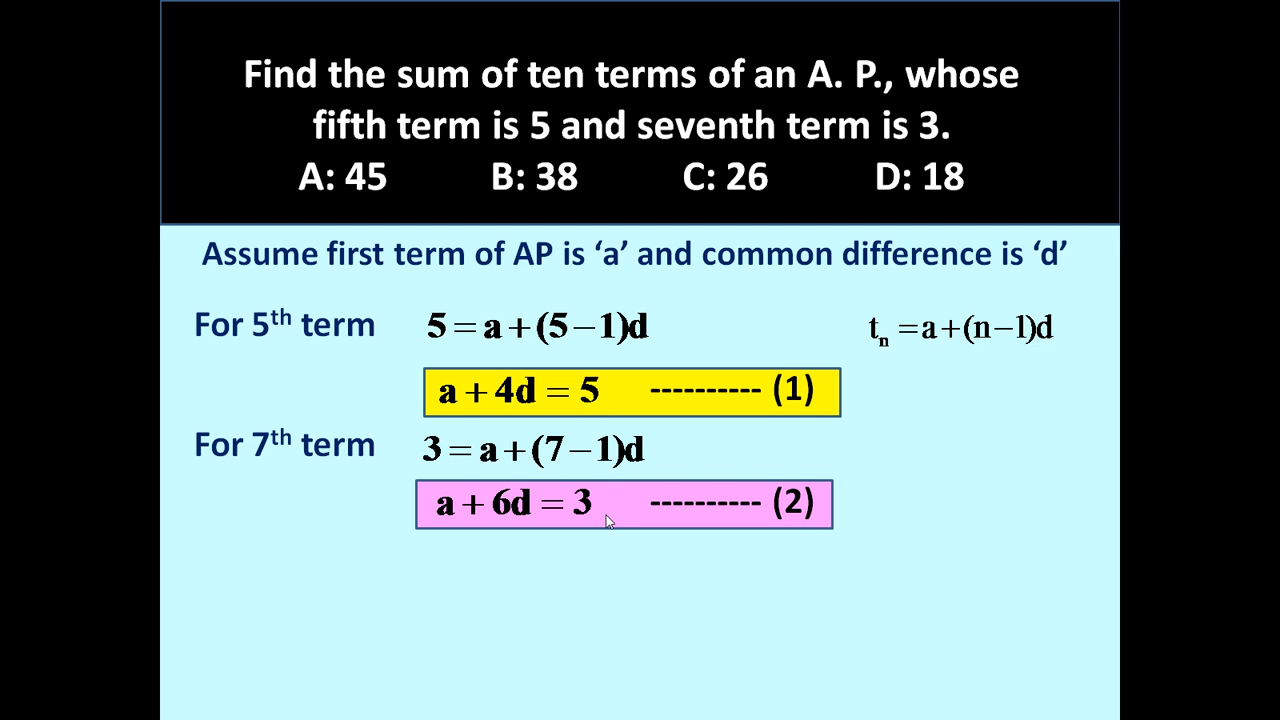 Find the sum of ten terms of an A. P., whose
fifth term is 5 and seventh term is 3.
A: 45 B: 38 C: 26 D: 18
Assume first term of AP is ‘a’ and common difference is ‘d’
For 5th term 5 = a + (5 − 1)d tn = a + (n − 1)d
a + 4d = 5 ---------- (1)
For 7th term 3 = a + (7 − 1)d
a + 6d = 3 ---------- (2)